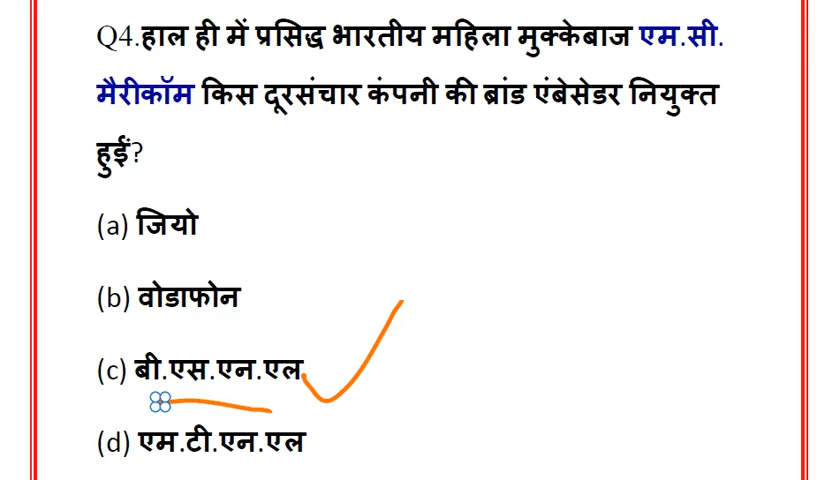 Q4.हाल ही में प्रसिद्ध भारतीय महिला मुक्केबाज एम.सी.
मैरीकॉम किस दूरसंचार कंपनी की ब्रांड एंबेसेडर नियुक्त
हुईं?
(a) जियो
(b) वोडाफोन
(c) बी.एस.एन.एल
(d) एम.टी.एन.एल